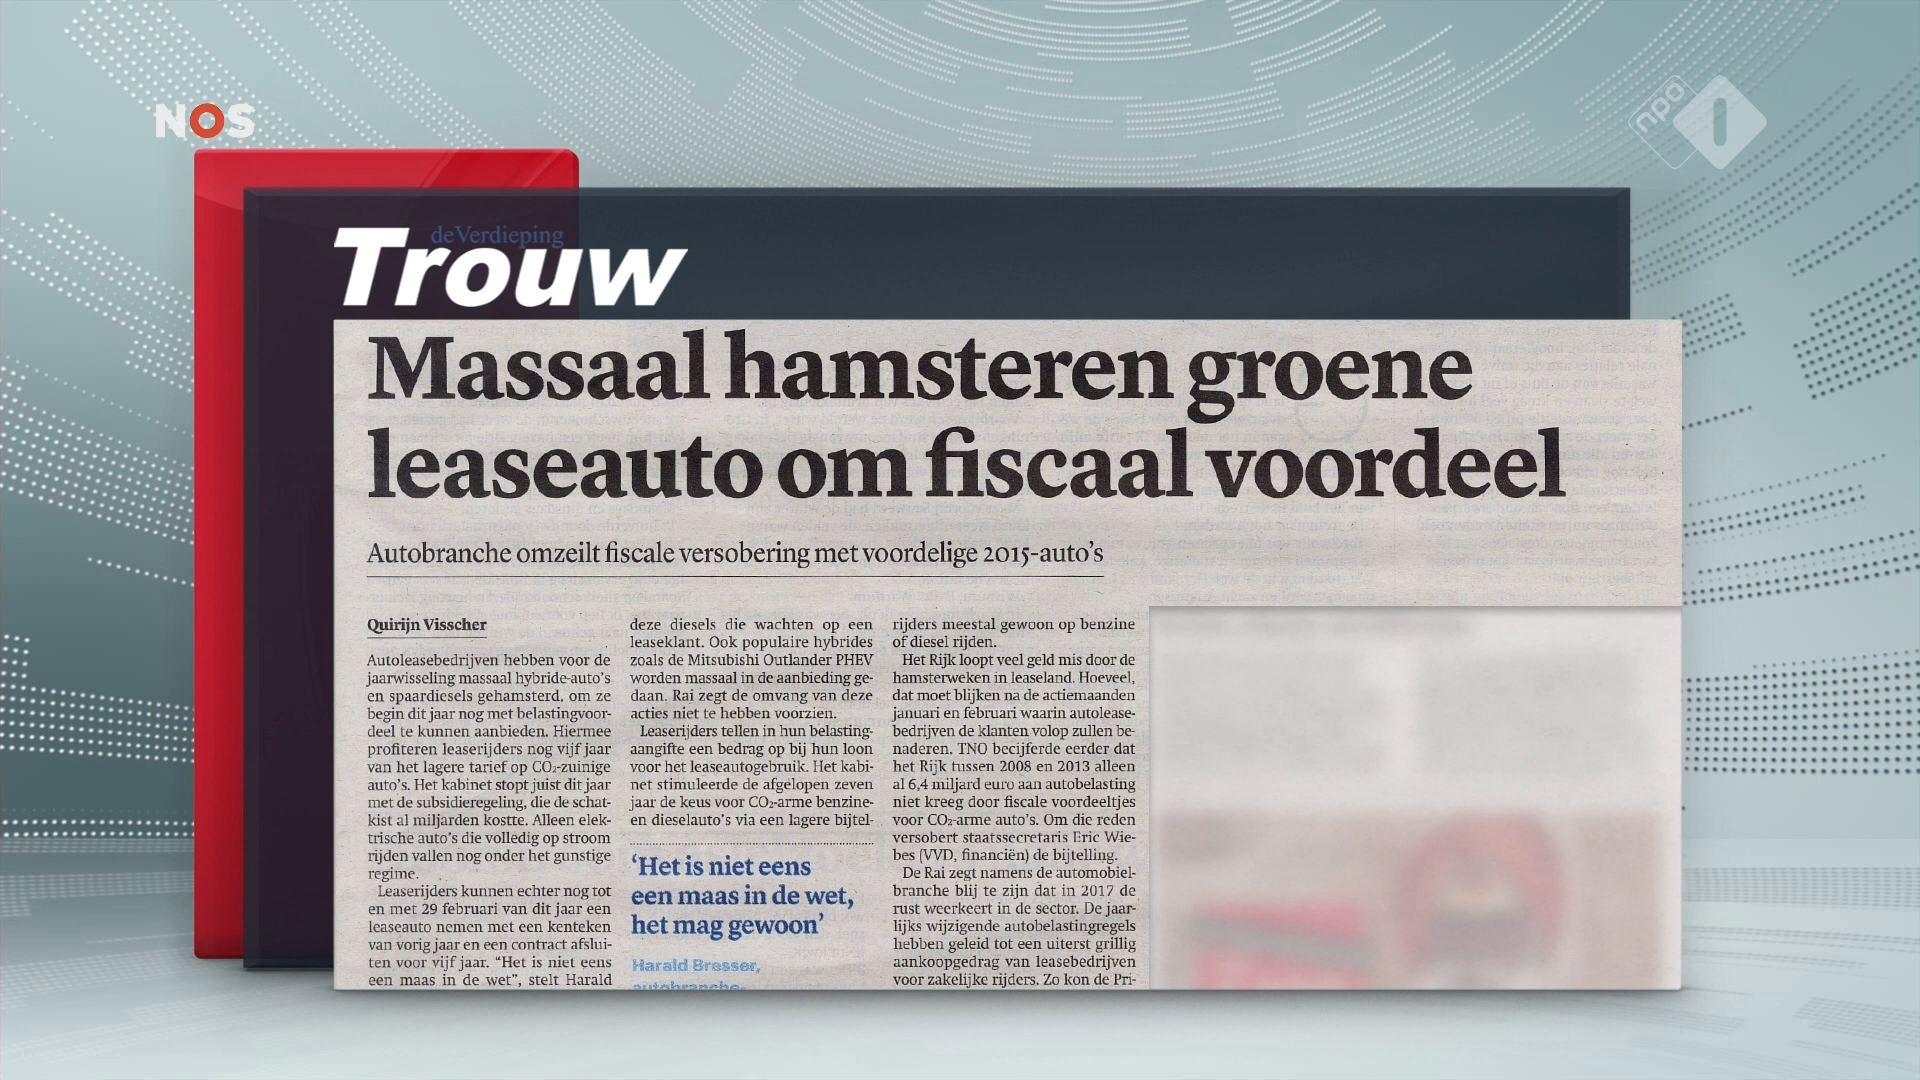 NOS
npo 1
deVerdieping
Trouw
Massaal hamsteren groene
leaseauto om fiscaal voordeel
Autobranche omzeilt fiscale versobering met voordelige 2015-auto's
Quirijn Visscher
Autoleasebedrijven hebben voor de
jaarwisseling massaal hybride-auto's
en spaardiesels gehamsterd, om ze
begin dit jaar nog met belastingvoor-
deel te kunnen aanbieden. Hiermee
profiteren leaserijders nog vijf jaar
van het lagere tarief op CO₂-zuinige
auto's. Het kabinet stopt juist dit jaar
met de subsidieregeling, die de schat-
kist al miljarden kostte. Alleen elek-
trische auto's die volledig op stroom
rijden vallen nog onder het gunstige
regime.
Leaserijders kunnen echter nog tot
en met 29 februari van dit jaar een
leaseauto nemen met een kenteken
van vorig jaar en een contract afslui-
ten voor vijf jaar. “Het is niet eens
een maas in de wet”, stelt Harald
deze diesels die wachten op een
leaseklant. Ook populaire hybrides
zoals de Mitsubishi Outlander PHEV
worden massaal in de aanbieding ge-
daan. Rai zegt de omvang van deze
acties niet te hebben voorzien.
Leaserijders tellen in hun belasting-
aangifte een bedrag op bij hun loon
voor het leaseautogebruik. Het kabi-
net stimuleerde de afgelopen zeven
jaar de keus voor CO₂-arme benzine-
en dieselauto's via een lagere bijtel-
‘Het is niet eens
een maas in de wet,
het mag gewoon’
Harald Bresser,
autobranche-
rijders meestal gewoon op benzine
of diesel rijden.
Het Rijk loopt veel geld mis door de
hamsterweken in leaseland. Hoeveel,
dat moet blijken na de actiemaanden
januari en februari waarin autolease-
bedrijven de klanten volop zullen be-
naderen. TNO becijferde eerder dat
het Rijk tussen 2008 en 2013 alleen
al 6,4 miljard euro aan autobelasting
niet kreeg door fiscale voordeeltjes
voor CO₂-arme auto's. Om die reden
versobert staatssecretaris Eric Wie-
bes (VVD, financiën) de bijtelling.
De Rai zegt namens de automobiel-
branche blij te zijn dat in 2017 de
rust weerkeert in de sector. De jaar-
lijks wijzigende autobelastingregels
hebben geleid tot een uiterst grillig
aankoopgedrag van leasebedrijven
voor zakelijke rijders. Zo kon de Pri-